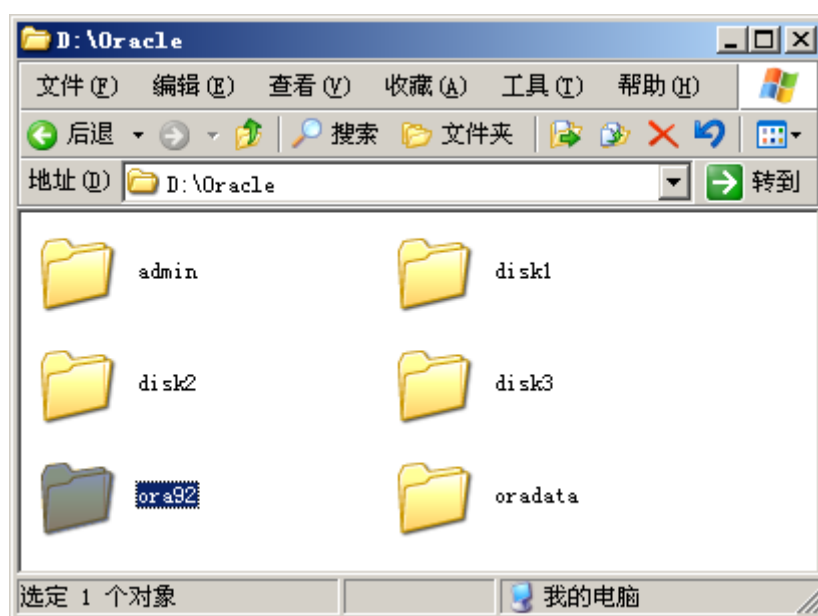 D:\Oracle
文件(F) 编辑(E) 查看(V) 收藏(A) 工具(T) 帮助(H)
后退 搜索 文件夹
地址(D) D:\Oracle 转到
admin disk1
disk2 disk3
ora92 oradata
选定 1 个对象 我的电脑